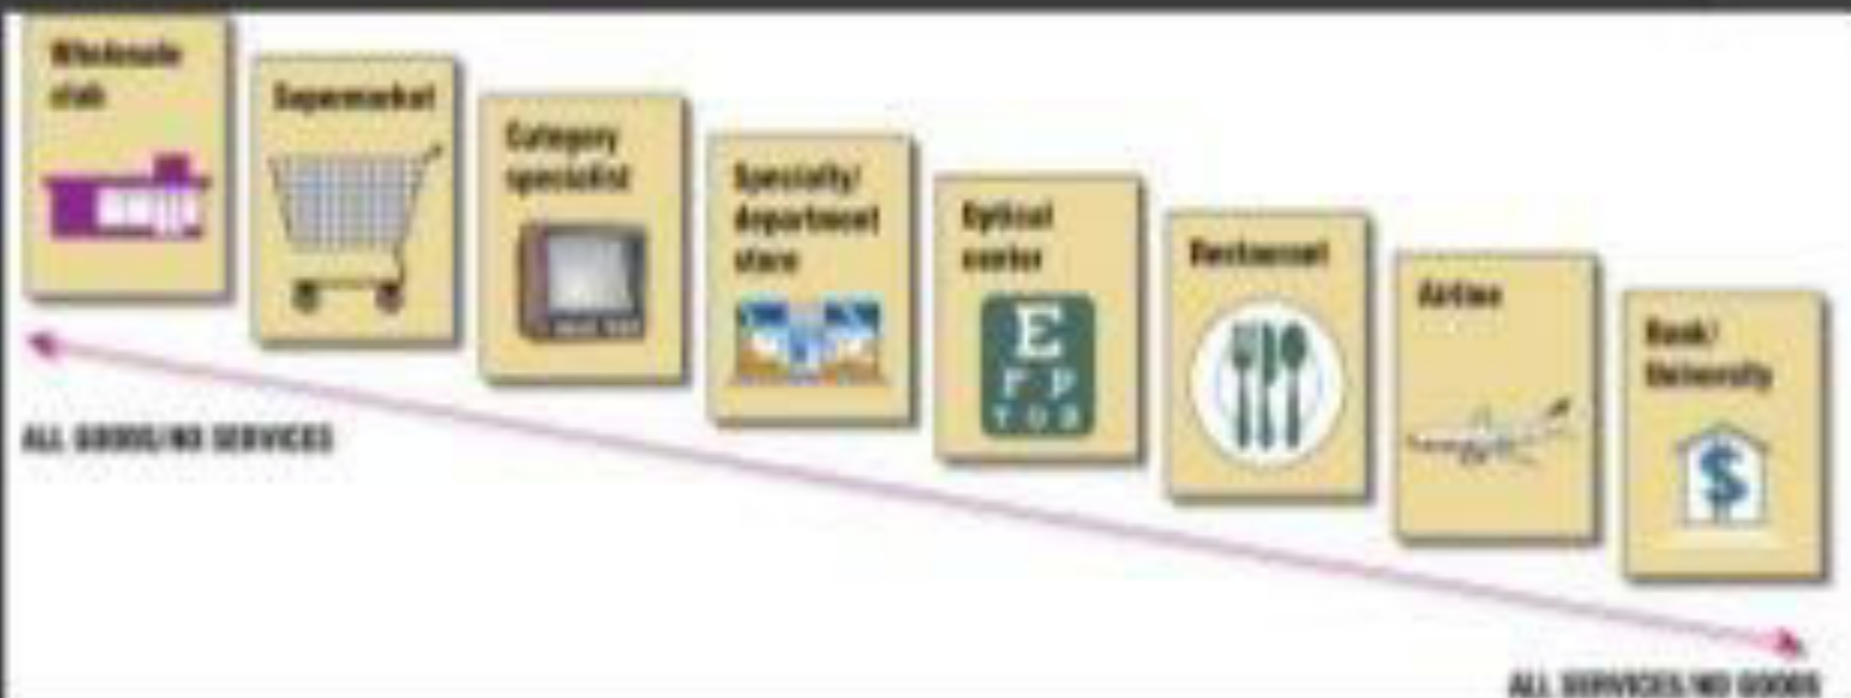 Wholesale
club
Supermarket
Category
specialist
Specialty/
department
store
Optical
center
Restaurant
Airline
Bank/
University
E
F P
T O Z
ALL GOODS/NO SERVICES
ALL SERVICES/NO GOODS